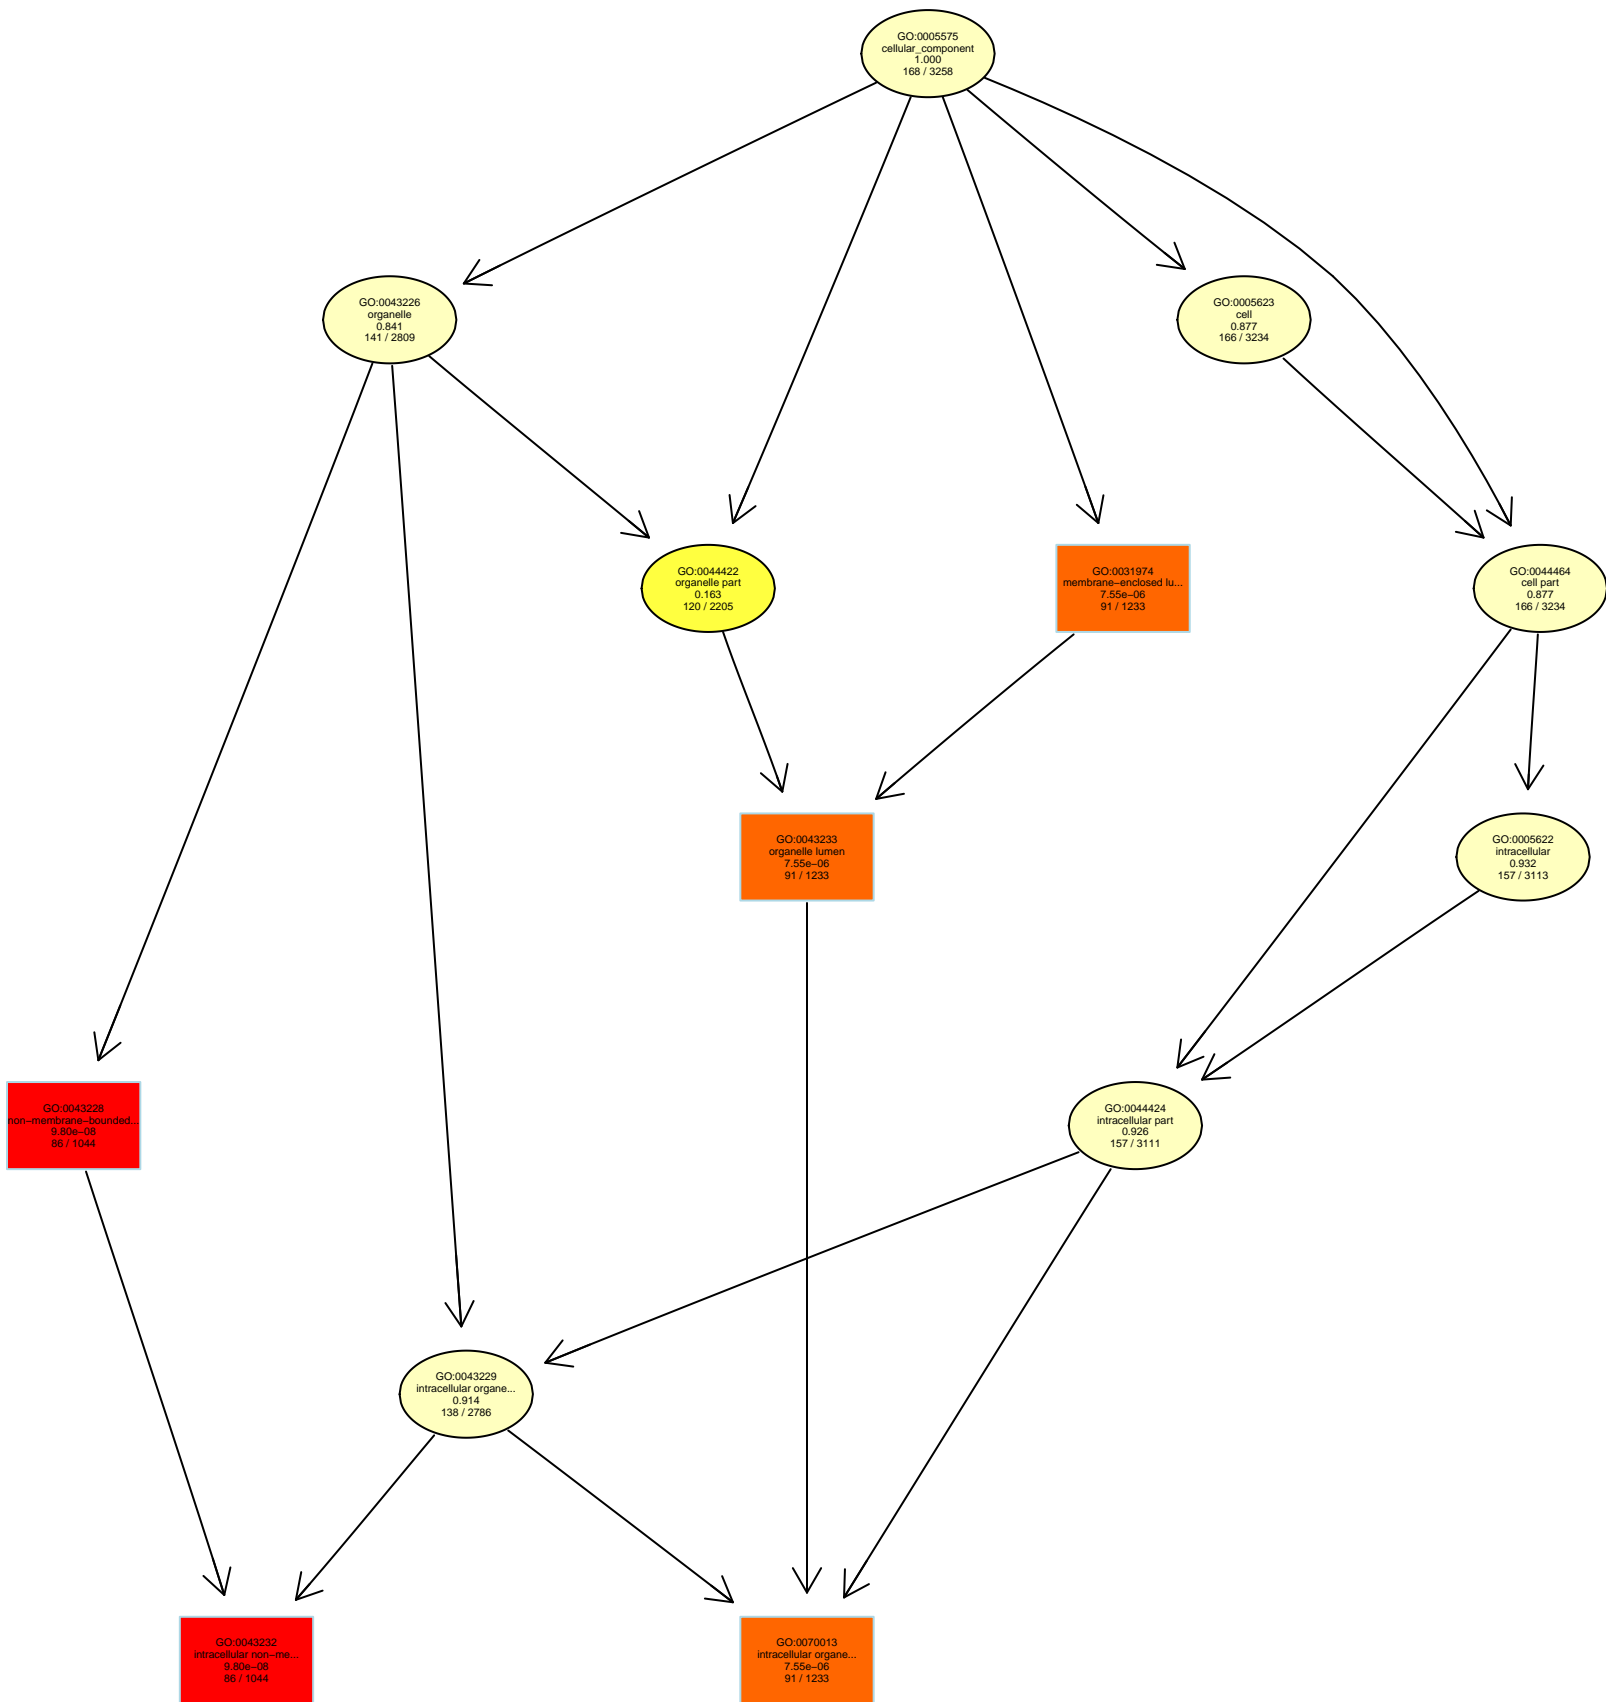 GO:0005575
cellular_component
1.000
168 / 3258
GO:0043226
organelle
0.841
141 / 2809
GO:0005623
cell
0.877
166 / 3234
GO:0044422
organelle part
0.163
120 / 2205
GO:0031974
membrane−enclosed lu...
7.55e−06
91 / 1233
GO:0044464
cell part
0.877
166 / 3234
GO:0043233
organelle lumen
7.55e−06
91 / 1233
GO:0005622
intracellular
0.932
157 / 3113
GO:0043228
non−membrane−bounded...
9.80e−08
86 / 1044
GO:0044424
intracellular part
0.926
157 / 3111
GO:0043229
intracellular organe...
0.914
138 / 2786
GO:0043232
intracellular non−me...
9.80e−08
86 / 1044
GO:0070013
intracellular organe...
7.55e−06
91 / 1233